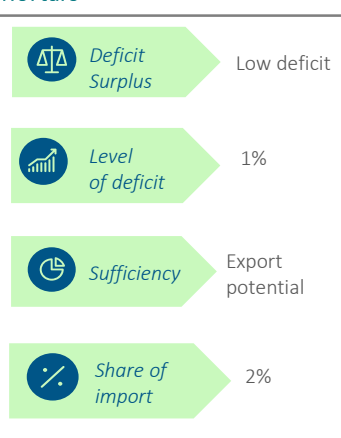 Deficit
Surplus
Low deficit
Level
of deficit
1%
Sufficiency
Export
potential
Share of
import
2%